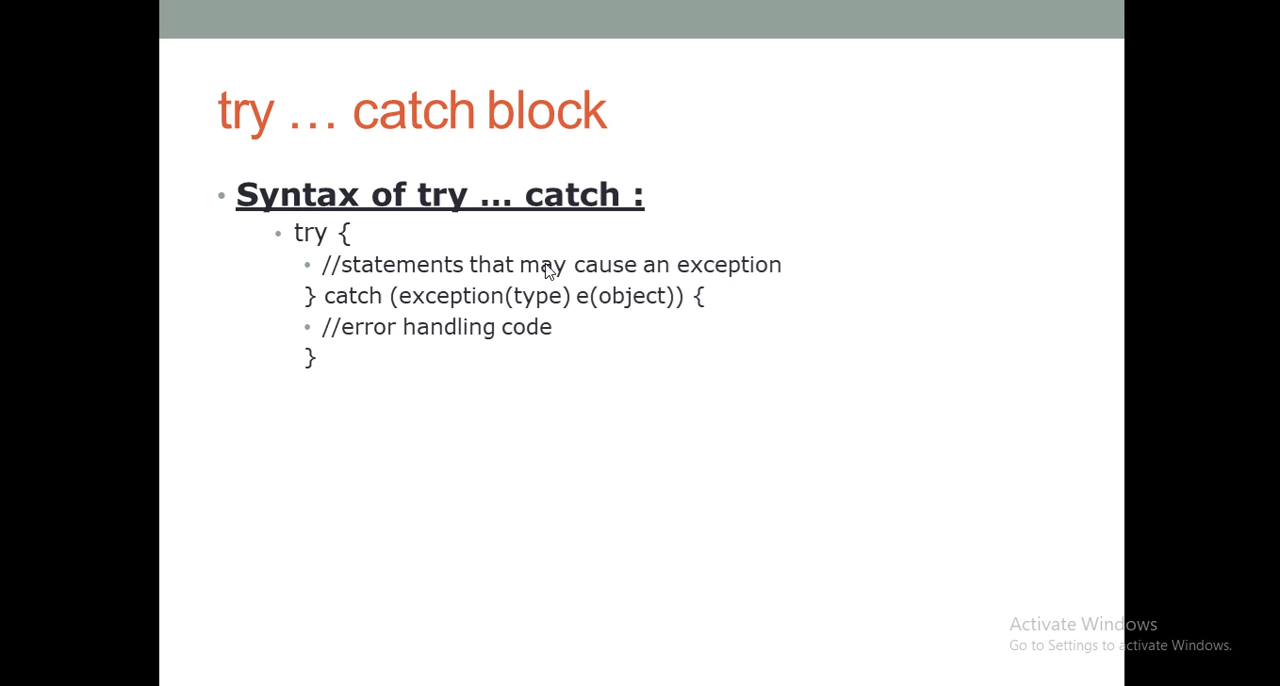 try … catch block
• Syntax of try … catch :
• try {
• //statements that may cause an exception
} catch (exception(type) e(object)) {
• //error handling code
}
Activate Windows
Go to Settings to activate Windows.